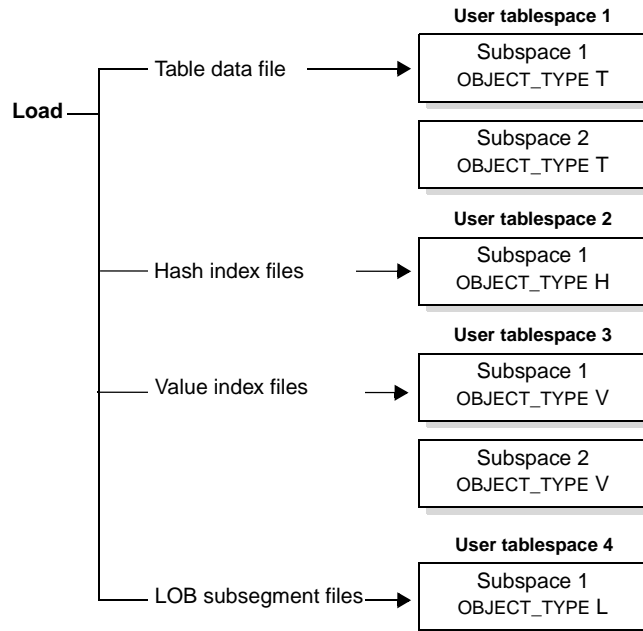 User tablespace 1
Subspace 1
Table data file
OBJECT_TYPE T
Load
Subspace 2
OBJECT_TYPE T
User tablespace 2
Subspace 1
Hash index files
OBJECT_TYPE H
User tablespace 3
Subspace 1
Value index files
OBJECT_TYPE V
Subspace 2
OBJECT_TYPE V
User tablespace 4
Subspace 1
LOB subsegment files
OBJECT_TYPE L